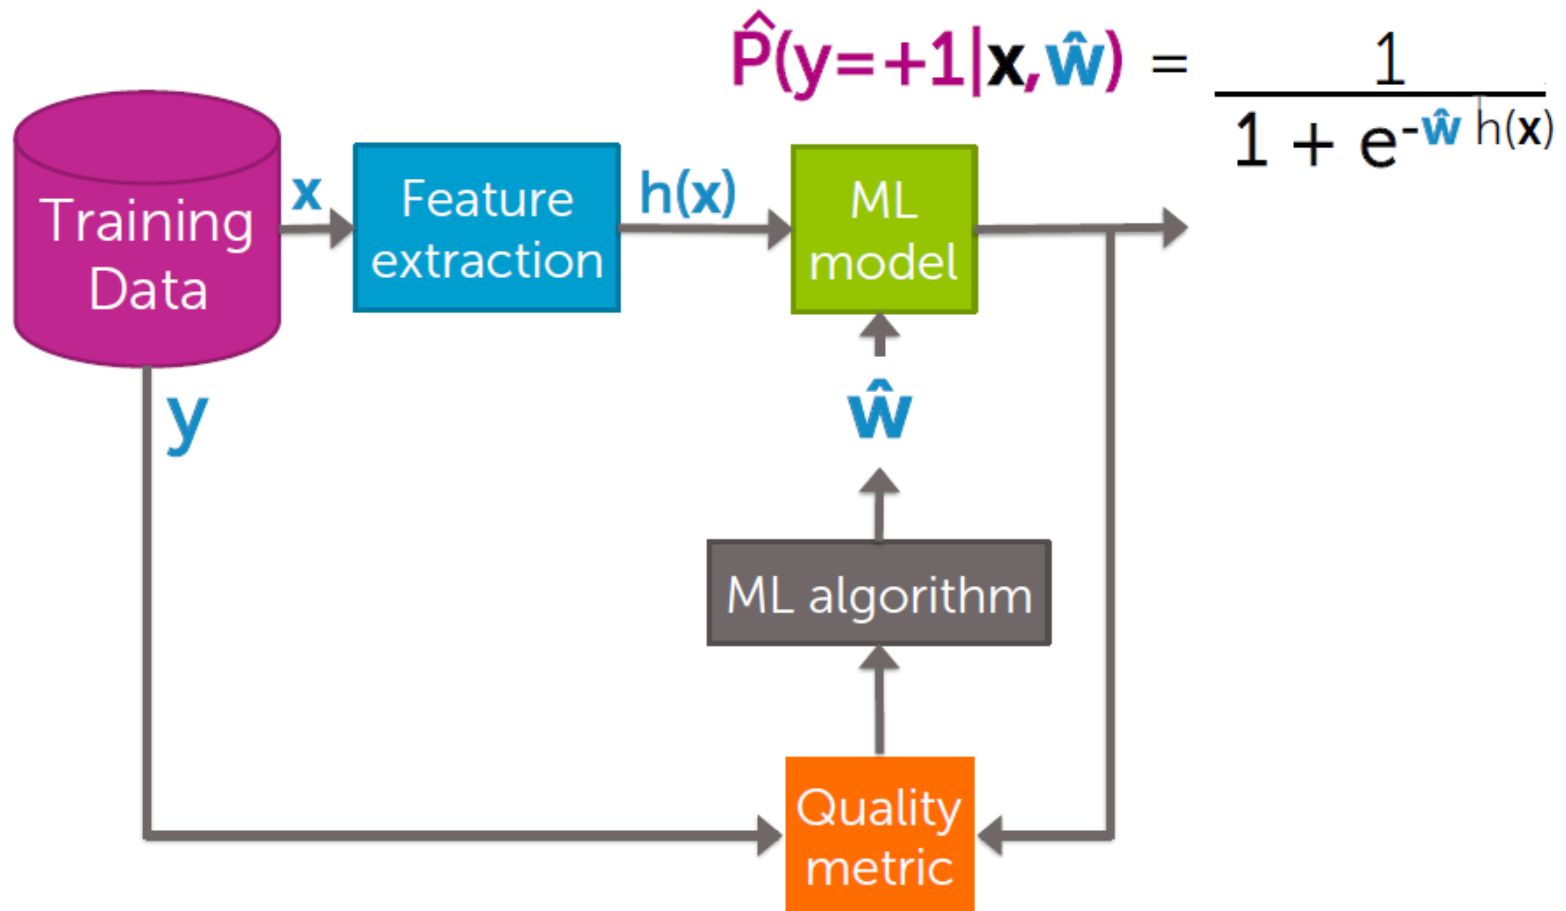 P̂(y=+1|x,ŵ) = 1
1 + e-ŵ h(x)
Training
Data
x
Feature
extraction
h(x)
ML
model
y
ŵ
ML algorithm
Quality
metric